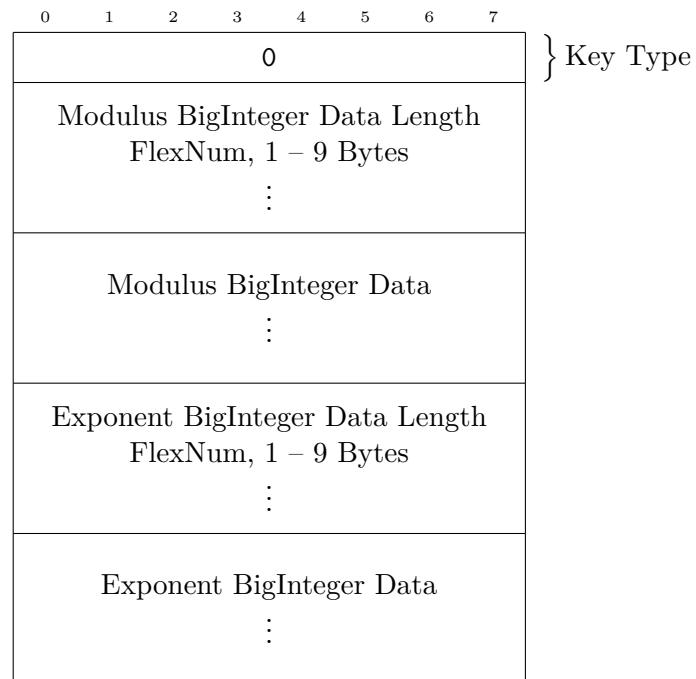 0 1 2 3 4 5 6 7
0
Key Type
Modulus BigInteger Data Length
FlexNum, 1 – 9 Bytes
⋮
Modulus BigInteger Data
⋮
Exponent BigInteger Data Length
FlexNum, 1 – 9 Bytes
⋮
Exponent BigInteger Data
⋮